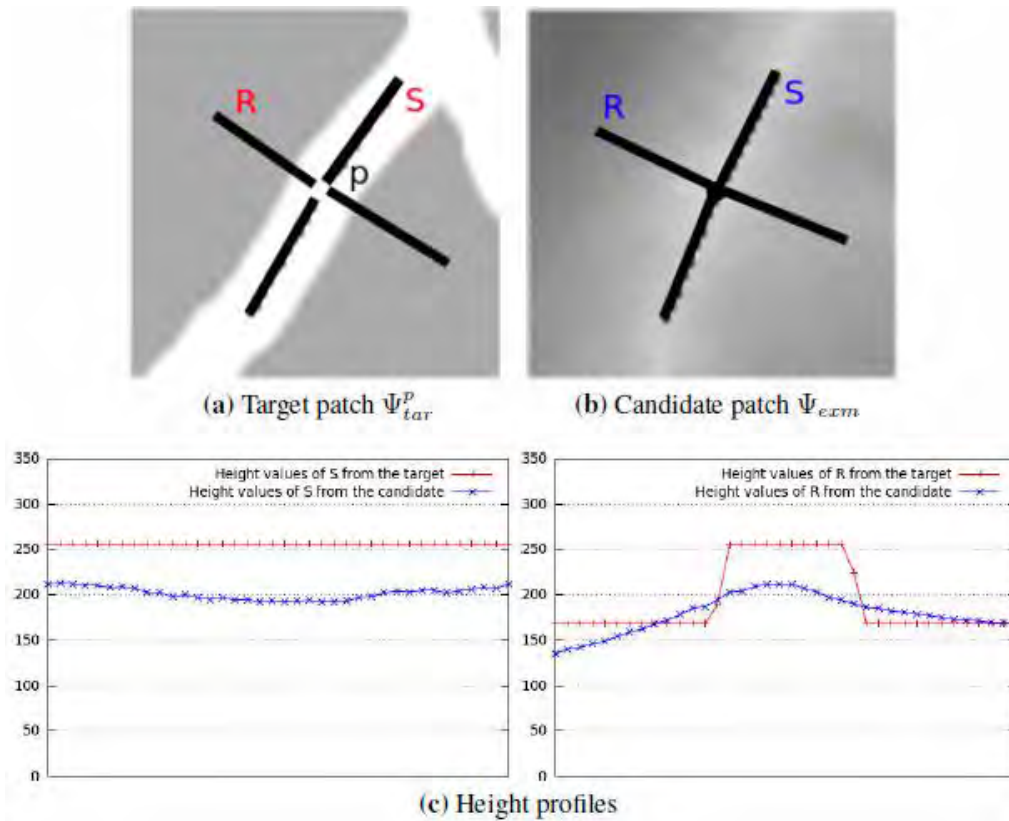 R
S
p
R
S
(a) Target patch Ψ^p_tar
(b) Candidate patch Ψ_exm
350
300
250
200
150
100
50
0
Height values of S from the target
Height values of S from the candidate
350
300
250
200
150
100
50
0
Height values of R from the target
Height values of R from the candidate
(c) Height profiles